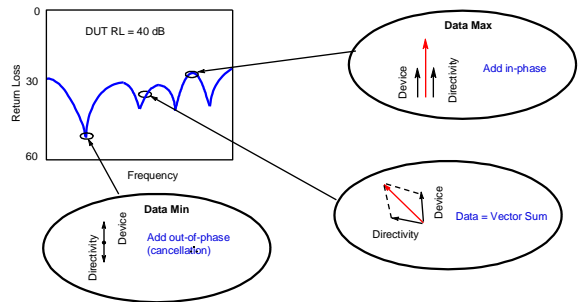 0
DUT RL = 40 dB
Return Loss
30
60
Frequency
Data Max
Device
Directivity
Add in-phase
Data Min
Directivity
Device
Add out-of-phase
(cancellation)
Device
Directivity
Data = Vector Sum